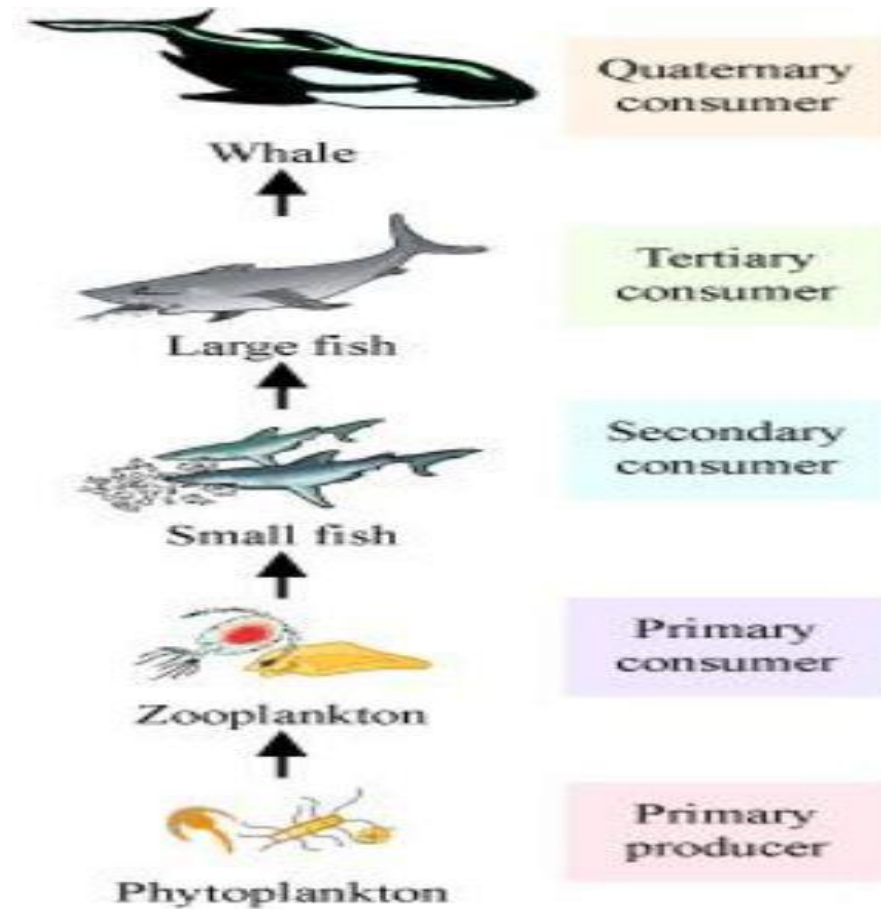 Quaternary
consumer
Whale
Tertiary
consumer
Large fish
Secondary
consumer
Small fish
Primary
consumer
Zooplankton
Primary
producer
Phytoplankton